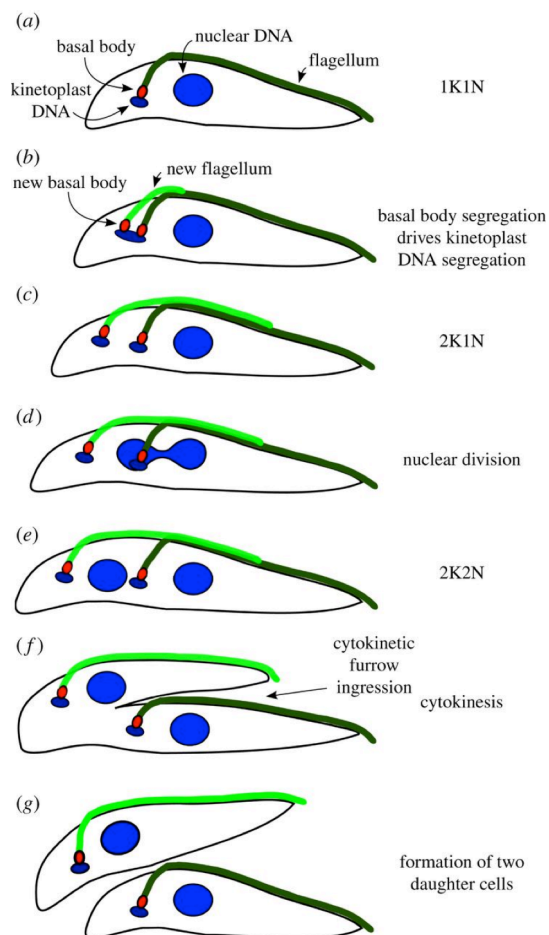 (a)
nuclear DNA
basal body
flagellum
kinetoplast
DNA
1K1N
(b)
new flagellum
new basal body
basal body segregation
drives kinetoplast
DNA segregation
(c)
2K1N
(d)
nuclear division
(e)
2K2N
(f)
cytokinetic
furrow
ingression
cytokinesis
(g)
formation of two
daughter cells